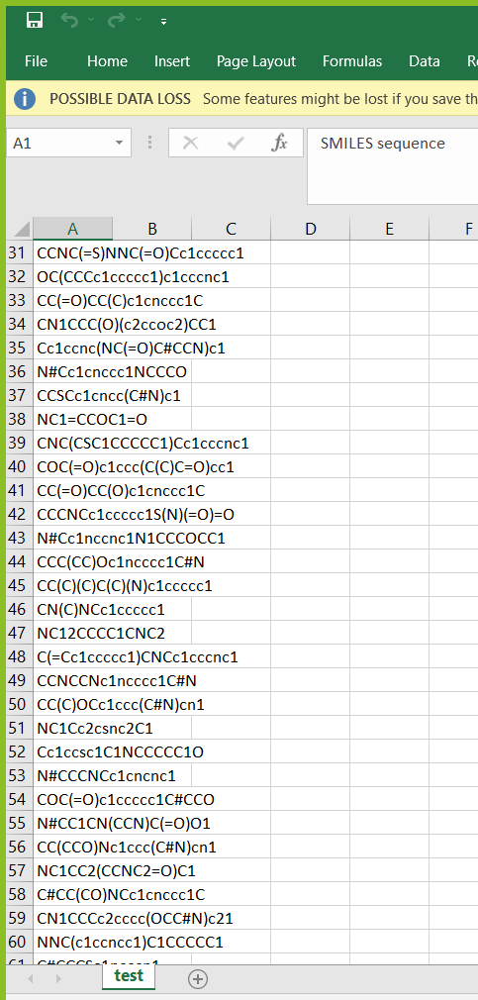 File Home Insert Page Layout Formulas Data
POSSIBLE DATA LOSS Some features might be lost if you save th
A1 fx SMILES sequence
A B C D E F
31 CCNC(=S)NNC(=O)Cc1ccccc1
32 OC(CCCc1ccccc1)c1cccnc1
33 CC(=O)CC(C)c1cnccc1C
34 CN1CCC(O)(c2ccoc2)CC1
35 Cc1ccnc(NC(=O)C#CCN)c1
36 N#Cc1cnccc1NCCCO
37 CCSCc1cncc(C#N)c1
38 NC1=CCOC1=O
39 CNC(CSC1CCCCC1)Cc1cccnc1
40 COC(=O)c1ccc(C(C)C=O)cc1
41 CC(=O)CC(O)c1cnccc1C
42 CCCNCc1ccccc1S(N)(=O)=O
43 N#Cc1nccnc1N1CCCOCC1
44 CCC(CC)Oc1ncccc1C#N
45 CC(C)(C)C(C)(N)c1ccccc1
46 CN(C)NCc1ccccc1
47 NC12CCCC1CNC2
48 C(=Cc1ccccc1)CNCc1cccnc1
49 CCNCCNc1ncccc1C#N
50 CC(C)OCc1ccc(C#N)cn1
51 NC1Cc2csnc2C1
52 Cc1ccsc1C1NCCCCC1O
53 N#CCCNCc1cncnc1
54 COC(=O)c1ccccc1C#CCO
55 N#CC1CN(CCN)C(=O)O1
56 CC(CCO)Nc1ccc(C#N)cn1
57 NC1CC2(CCNC2=O)C1
58 C#CC(CO)NCc1cnccc1C
59 CN1CCCc2cccc(OCC#N)c21
60 NNC(c1ccncc1)C1CCCCC1
61
test